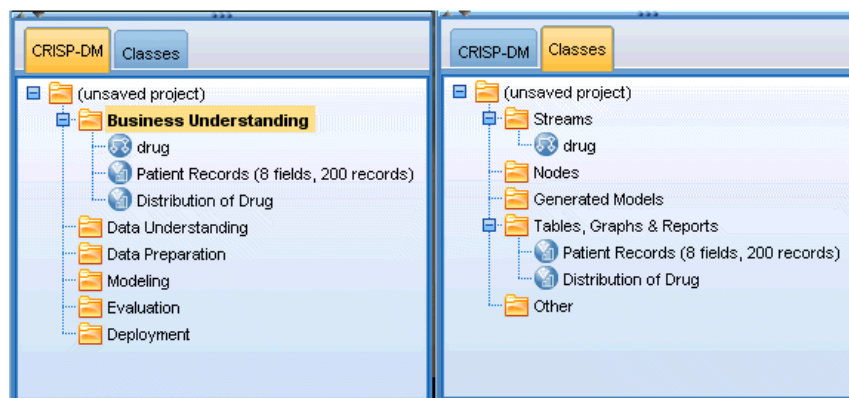 CRISP-DM Classes
(unsaved project)
Business Understanding
drug
Patient Records (8 fields, 200 records)
Distribution of Drug
Data Understanding
Data Preparation
Modeling
Evaluation
Deployment
CRISP-DM Classes
(unsaved project)
Streams
drug
Nodes
Generated Models
Tables, Graphs & Reports
Patient Records (8 fields, 200 records)
Distribution of Drug
Other